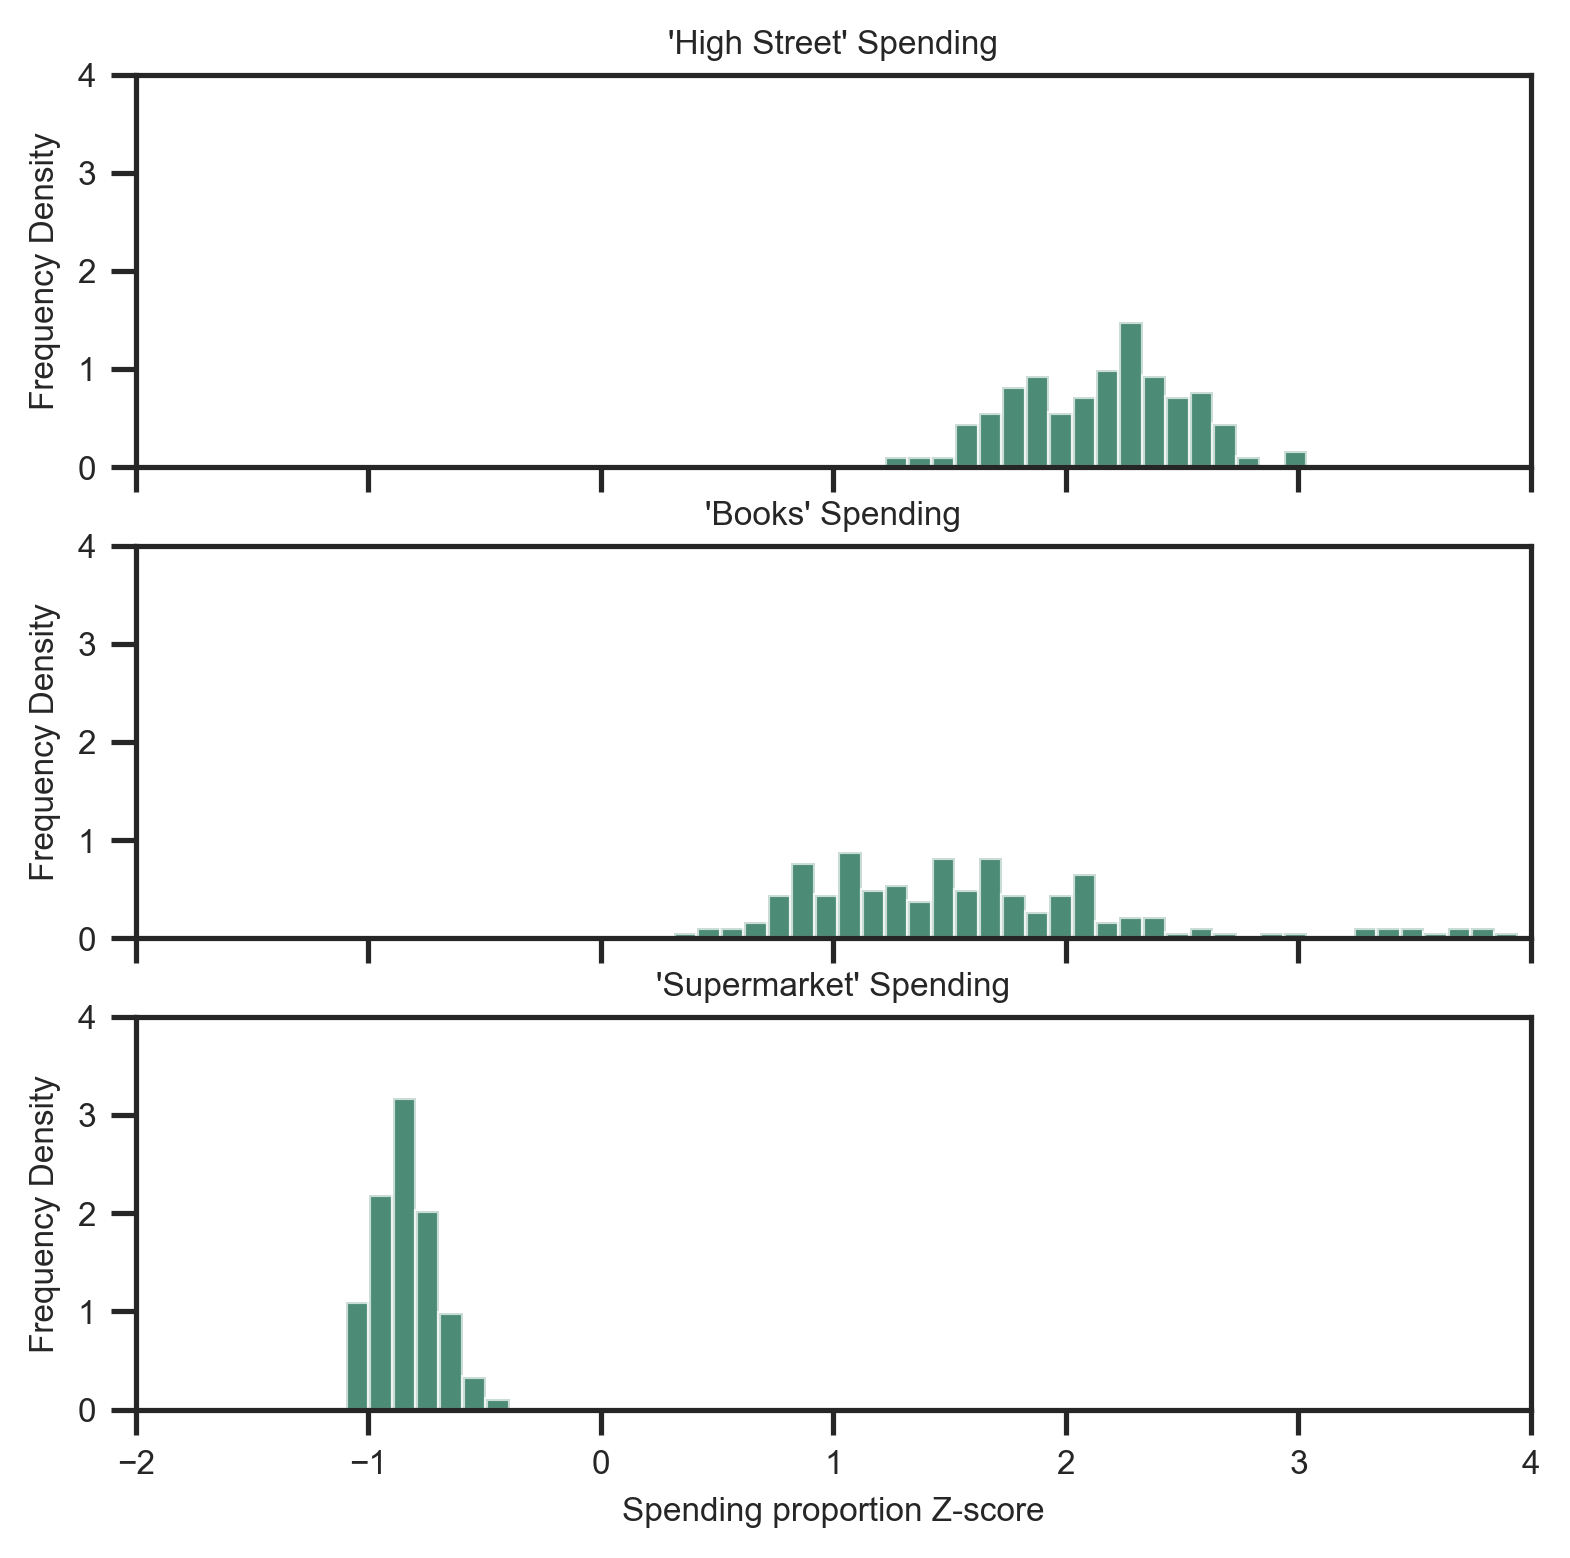 'High Street' Spending
4
3
2
1
0
Frequency Density
'Books' Spending
4
3
2
1
0
Frequency Density
'Supermarket' Spending
4
3
2
1
0
Frequency Density
−2 −1 0 1 2 3 4
Spending proportion Z-score